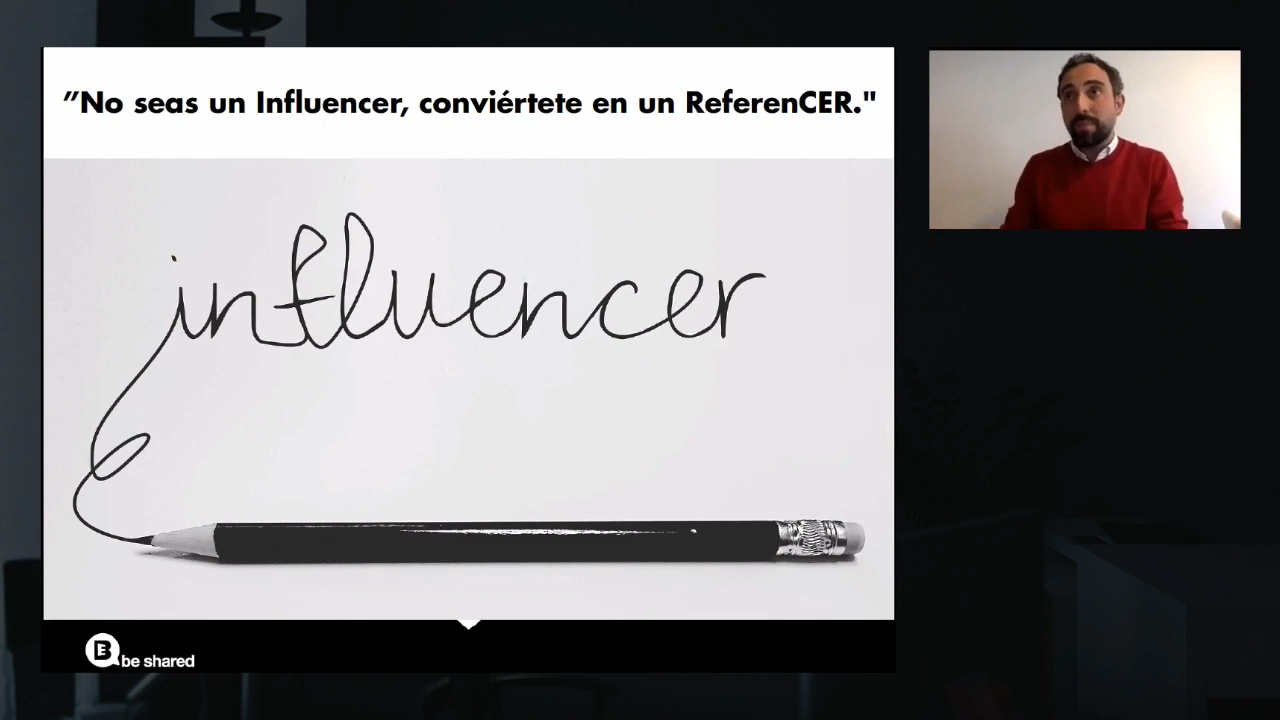 ”No seas un Influencer, conviértete en un ReferenCER."
influencer
B be shared